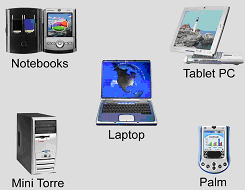 Notebooks
Tablet PC
Laptop
Mini Torre
Palm